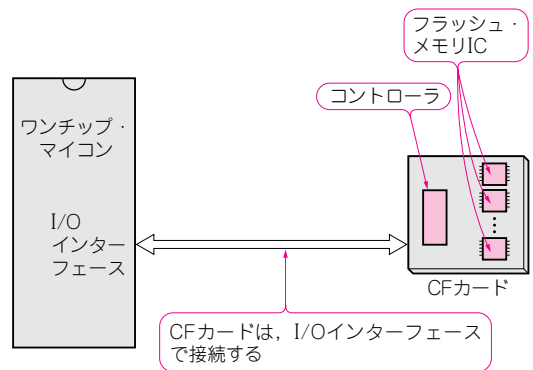 フラッシュ・
メモリIC
コントローラ
ワンチップ・
マイコン
I/O
インター
フェース
CFカード
CFカードは，I/Oインターフェース
で接続する